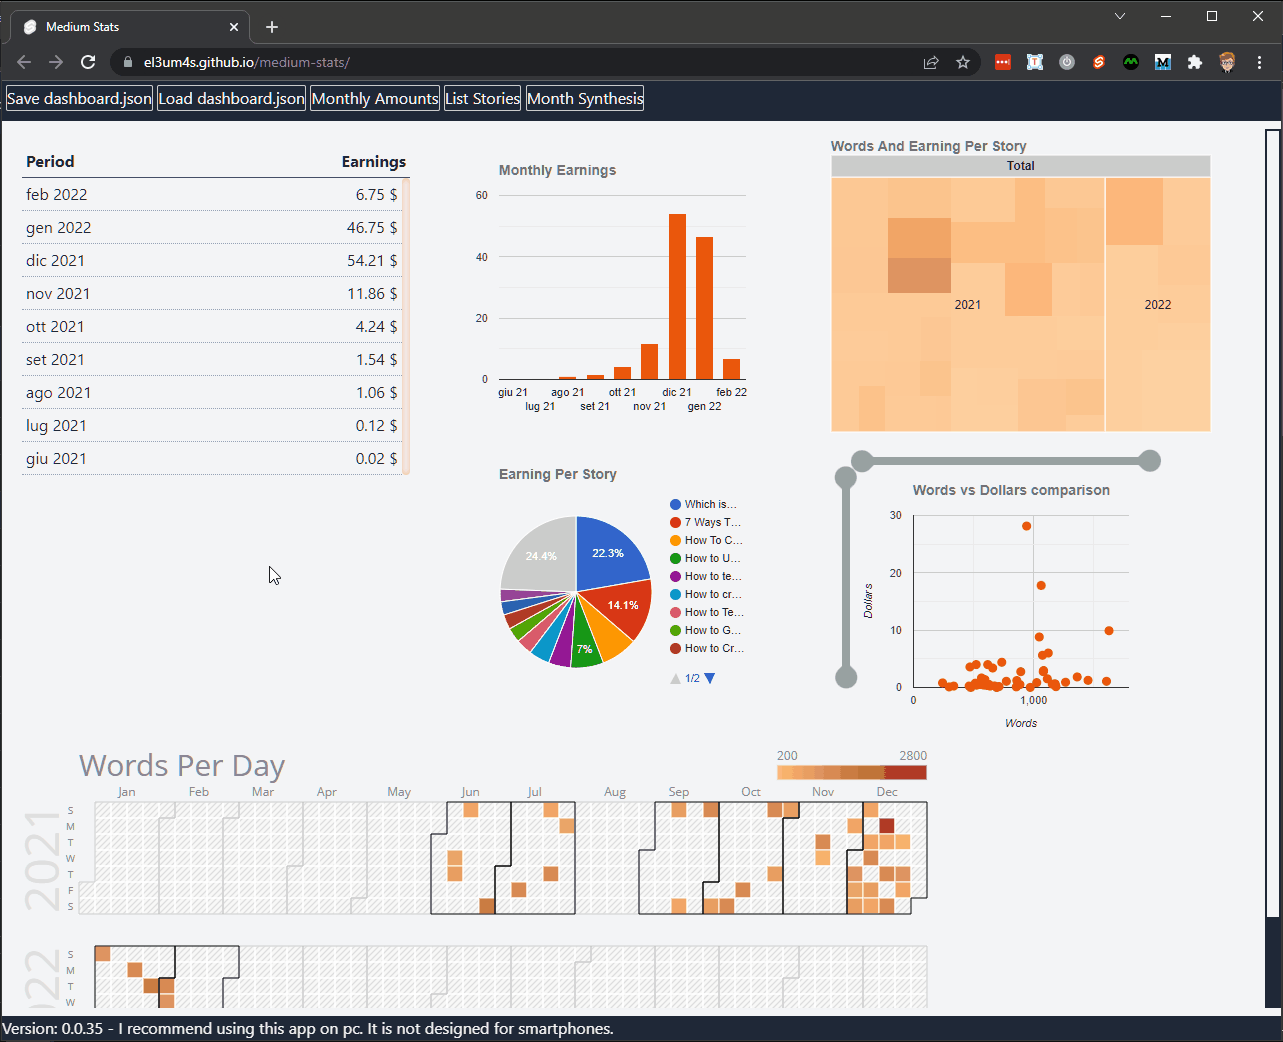 Medium Stats
el3um4s.github.io/medium-stats/
Save dashboard.json Load dashboard.json Monthly Amounts List Stories Month Synthesis
Period Earnings
feb 2022 6.75 $
gen 2022 46.75 $
dic 2021 54.21 $
nov 2021 11.86 $
ott 2021 4.24 $
set 2021 1.54 $
ago 2021 1.06 $
lug 2021 0.12 $
giu 2021 0.02 $
Monthly Earnings
60
40
20
0
giu 21 ago 21 ott 21 dic 21 feb 22
lug 21 set 21 nov 21 gen 22
Words And Earning Per Story
Total
2021 2022
Earning Per Story
24.4% 22.3%
14.1%
7%
Which is...
7 Ways T...
How To C...
How to U...
How to te...
How to cr...
How to Te...
How to G...
How to Cr...
1/2
Words vs Dollars comparison
30
20
10
0
Dollars
0 1,000
Words
Words Per Day
200 2800
Jan Feb Mar Apr May Jun Jul Aug Sep Oct Nov Dec
2021
S
M
T
W
T
F
S
022
S
M
T
W
Version: 0.0.35 - I recommend using this app on pc. It is not designed for smartphones.